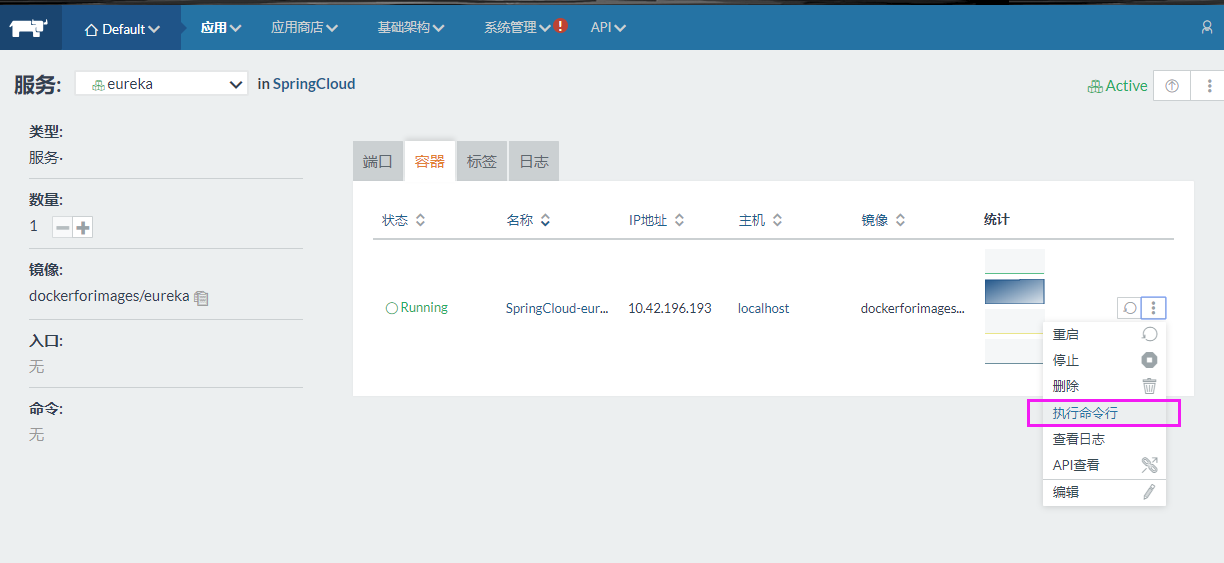 Default 应用 应用商店 基础架构 系统管理 ! API
服务: eureka in SpringCloud Active
类型:
服务·
数量:
1
镜像:
dockerforimages/eureka
入口:
无
命令:
无
端口 容器 标签 日志
状态 名称 IP地址 主机 镜像 统计
Running SpringCloud-eur... 10.42.196.193 localhost dockerforimages...
重启
停止
删除
执行命令行
查看日志
API查看
编辑